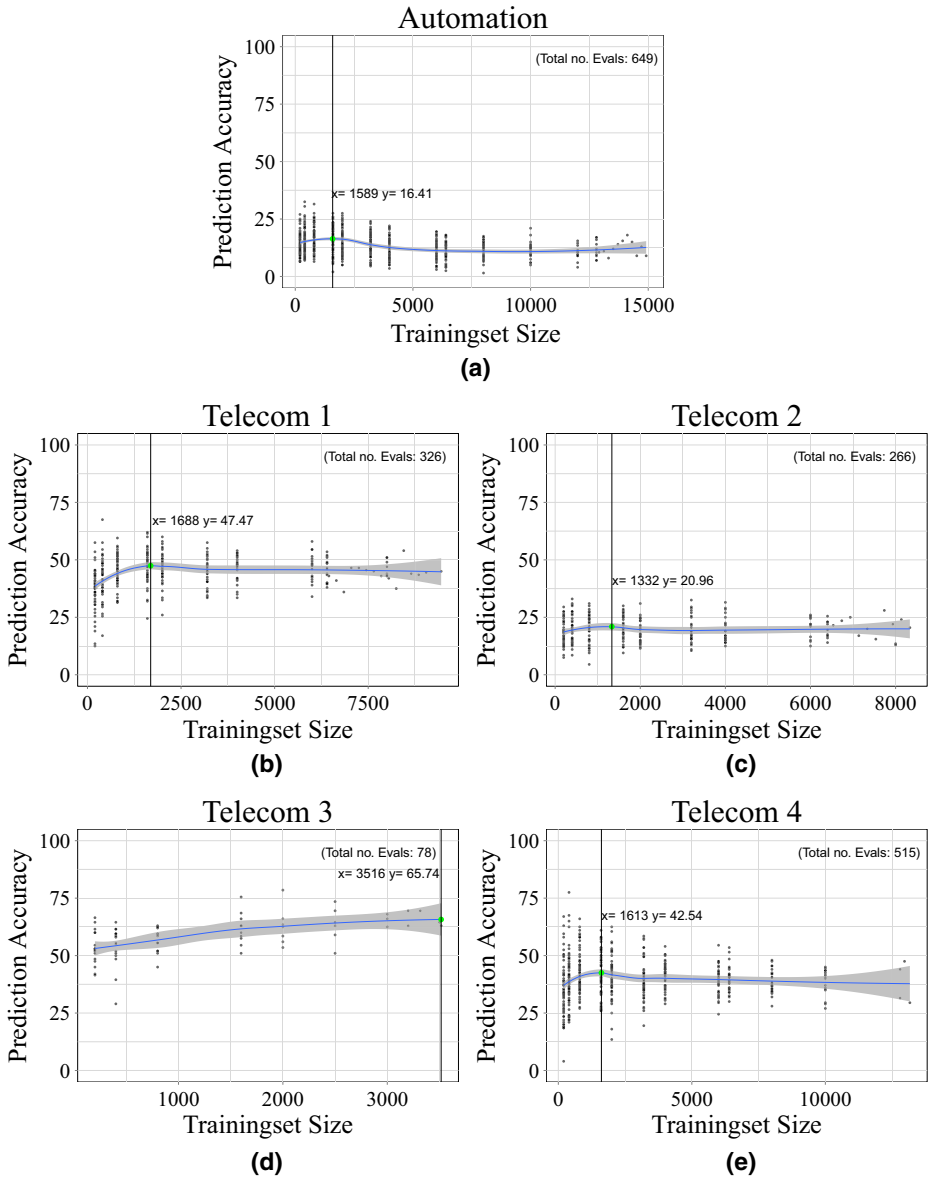 Automation
(Total no. Evals: 649)
Prediction Accuracy
100
75
50
25
0
x= 1589 y= 16.41
0 5000 10000 15000
Trainingset Size
(a)
Telecom 1
(Total no. Evals: 326)
Prediction Accuracy
100
75
50
25
0
x= 1688 y= 47.47
0 2500 5000 7500
Trainingset Size
(b)
Telecom 2
(Total no. Evals: 266)
Prediction Accuracy
100
75
50
25
0
x= 1332 y= 20.96
0 2000 4000 6000 8000
Trainingset Size
(c)
Telecom 3
(Total no. Evals: 78)
x= 3516 y= 65.74
Prediction Accuracy
100
75
50
25
0
1000 2000 3000
Trainingset Size
(d)
Telecom 4
(Total no. Evals: 515)
Prediction Accuracy
100
75
50
25
0
x= 1613 y= 42.54
0 5000 10000
Trainingset Size
(e)